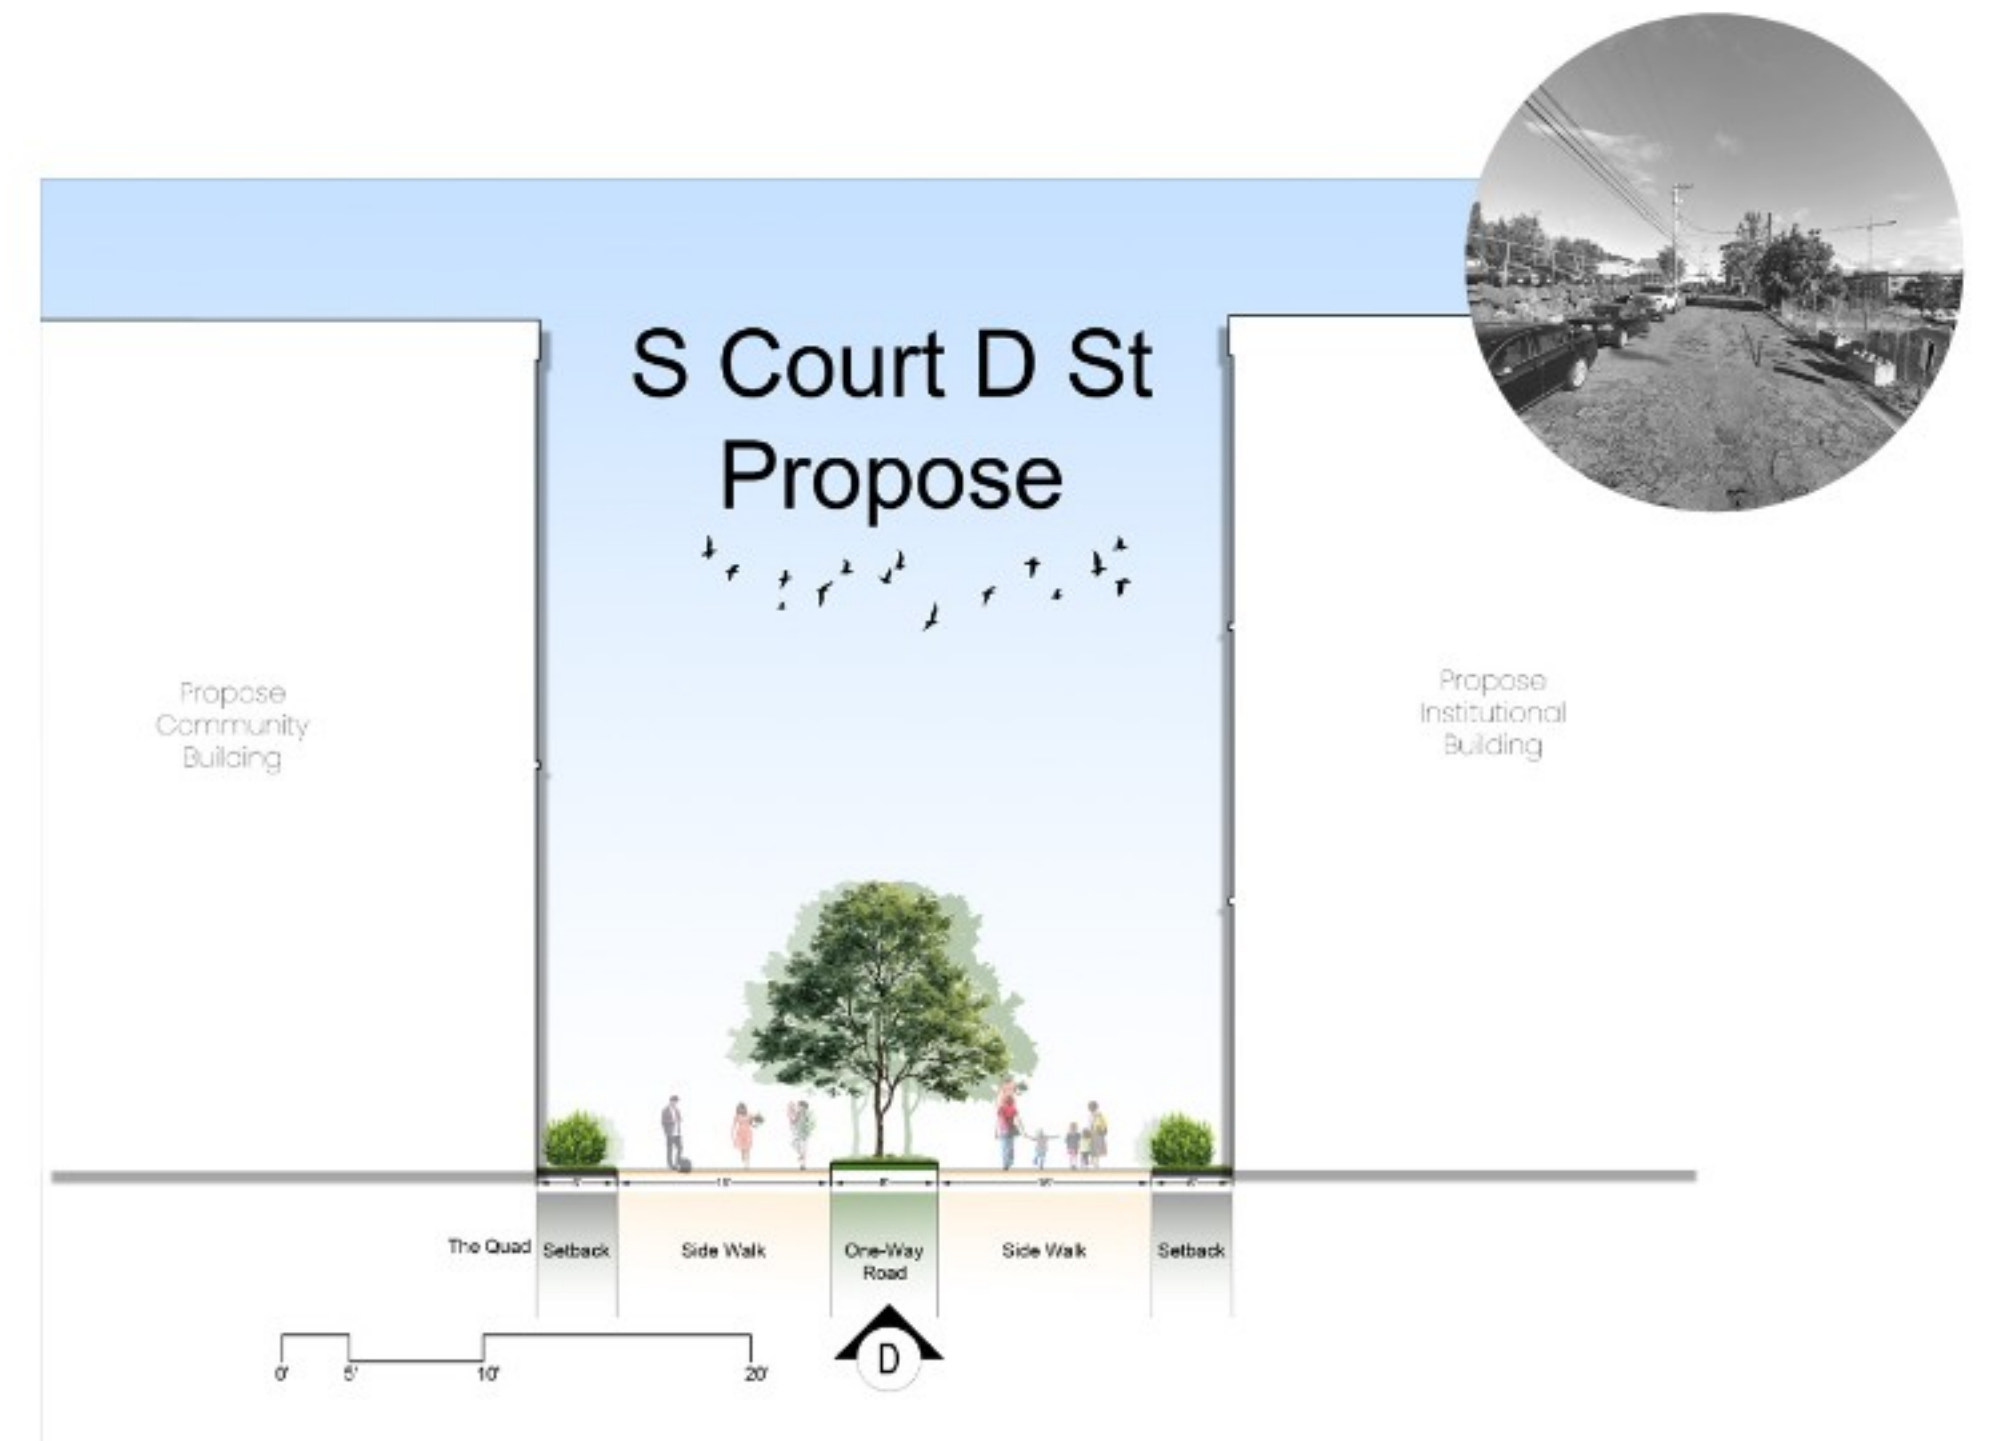 S Court D St
Propose
Propose
Community
Building
Propose
Institutional
Building
The Quad
Setback
Side Walk
One-Way
Road
Side Walk
Setback
0'
5'
10'
20'
D